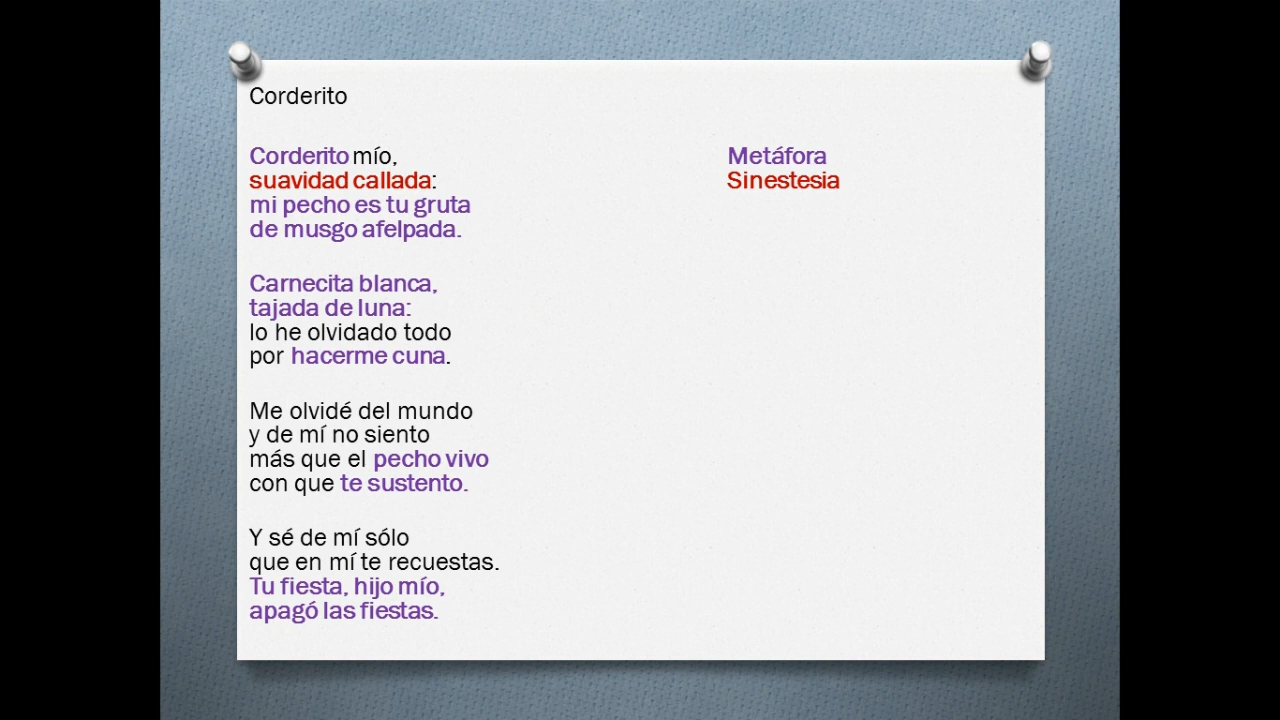 Corderito
Corderito mío,
suavidad callada:
mi pecho es tu gruta
de musgo afelpada.
Carnecita blanca,
tajada de luna:
lo he olvidado todo
por hacerme cuna.
Me olvidé del mundo
y de mí no siento
más que el pecho vivo
con que te sustento.
Y sé de mí sólo
que en mí te recuestas.
Tu fiesta, hijo mío,
apagó las fiestas.
Metáfora
Sinestesia